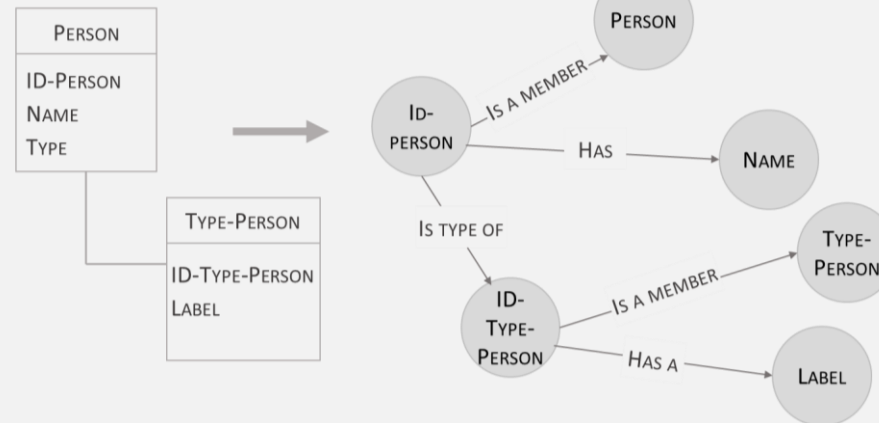 PERSON
ID-PERSON
NAME
TYPE
TYPE-PERSON
ID-TYPE-PERSON
LABEL
PERSON
IS A MEMBER
ID-
PERSON
HAS
NAME
IS TYPE OF
TYPE-
PERSON
IS A MEMBER
ID-
TYPE-
PERSON
HAS A
LABEL